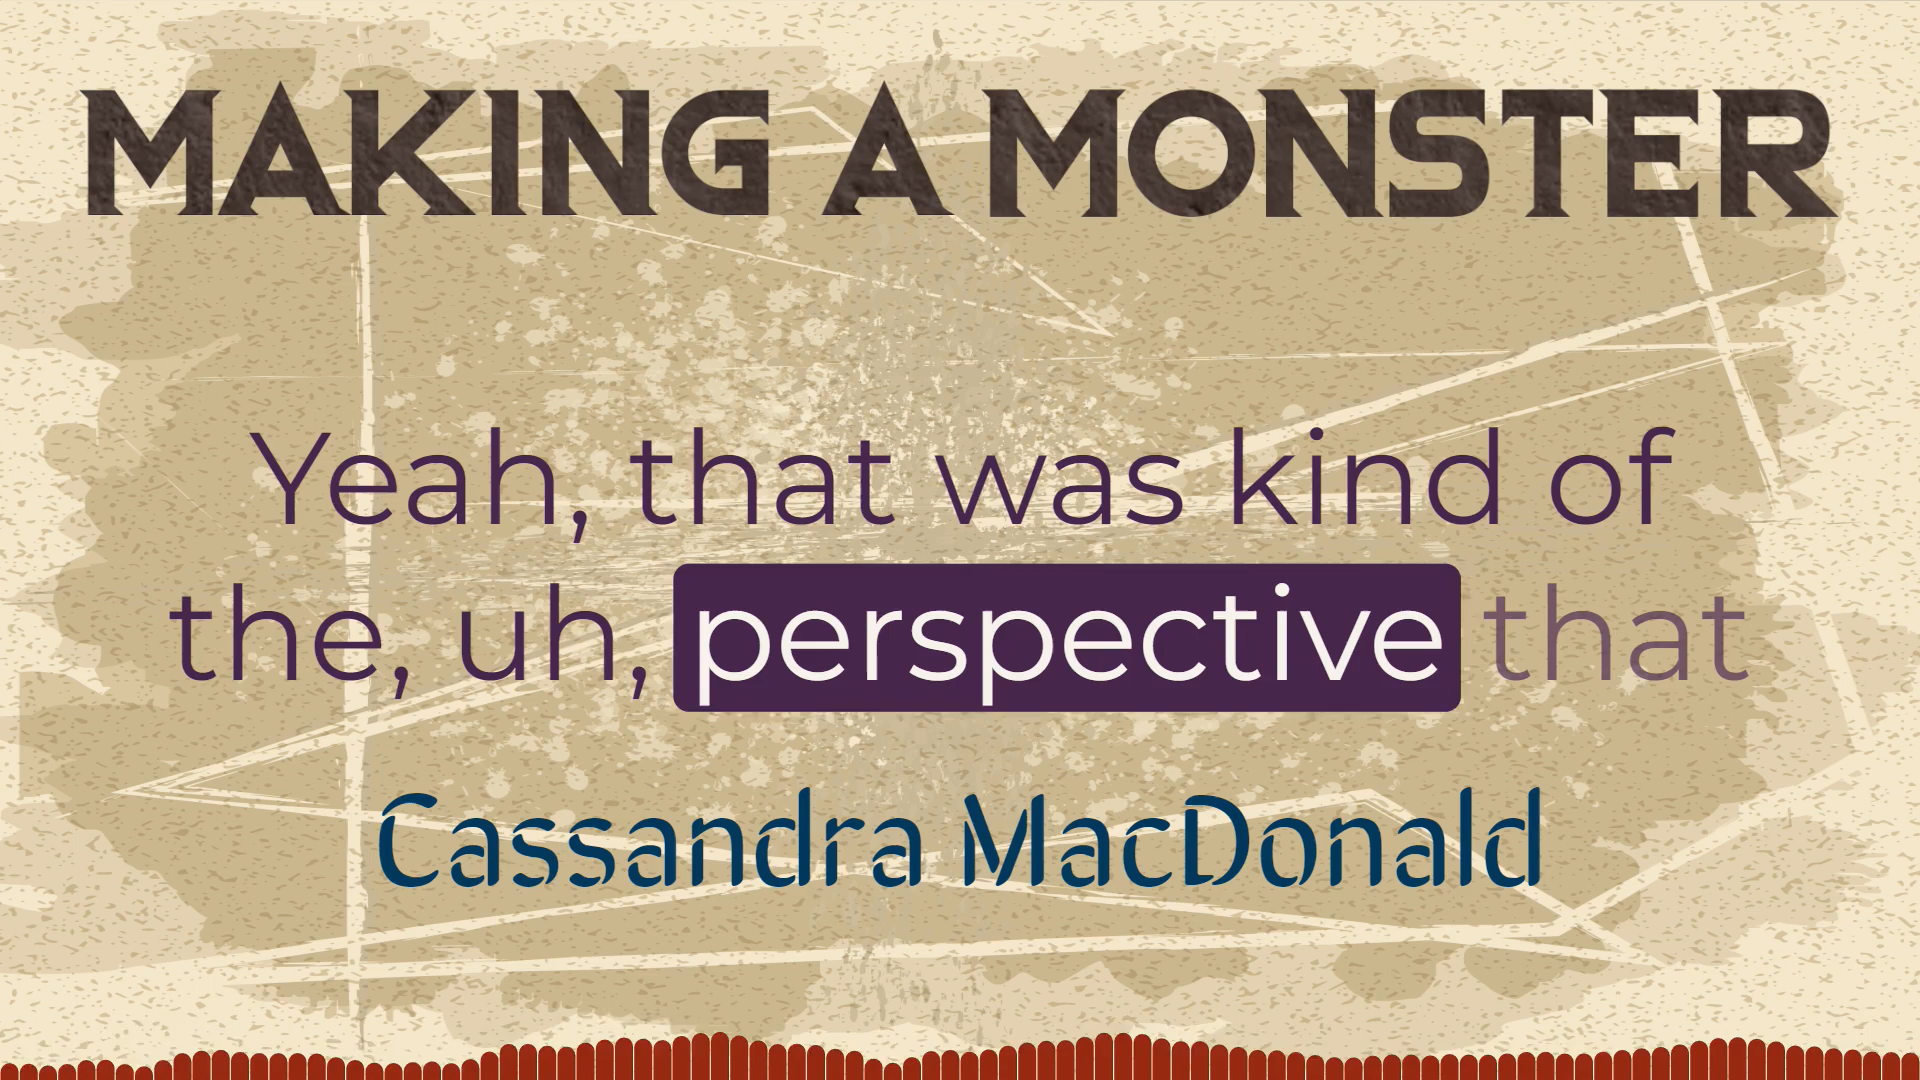 MAKING A MONSTER
Yeah, that was kind of
the, uh, perspective that
Cassandra MacDonald